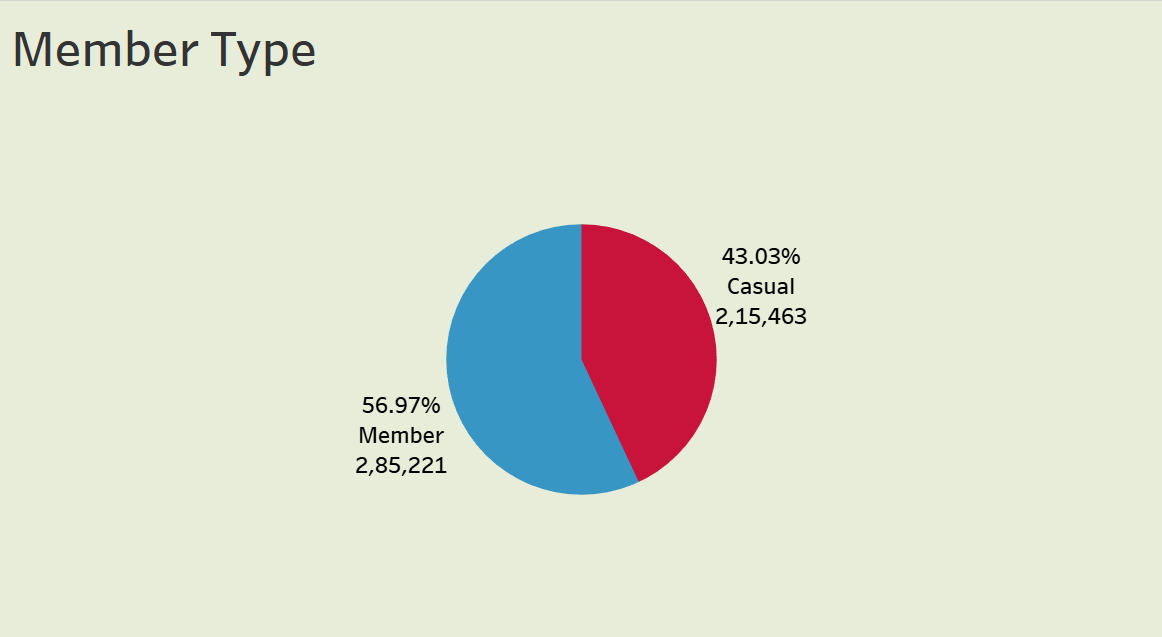 Member Type
43.03%
Casual
2,15,463
56.97%
Member
2,85,221